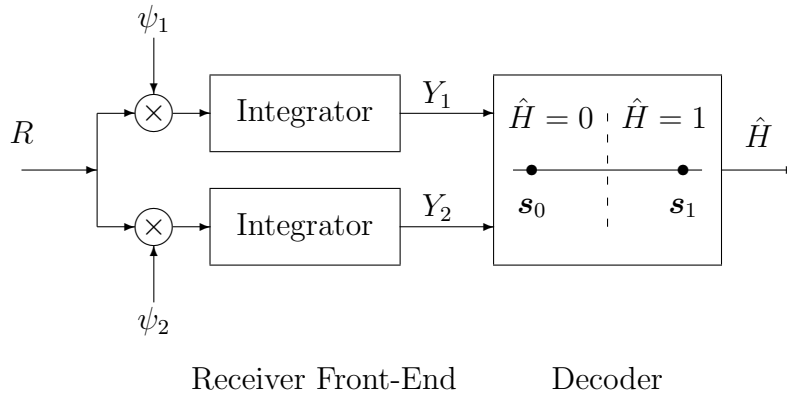 ψ₁
Integrator
Y₁
R
×
Ĥ = 0
Ĥ = 1
s₀
s₁
Ĥ
×
Integrator
Y₂
ψ₂
Receiver Front-End
Decoder